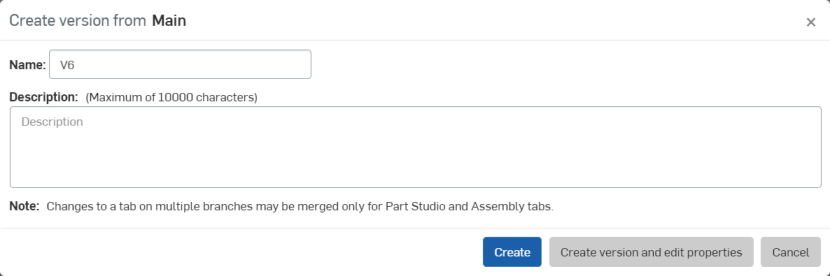 Create version from Main ×
Name: V6
Description: (Maximum of 10000 characters)
Description
Note: Changes to a tab on multiple branches may be merged only for Part Studio and Assembly tabs.
Create Create version and edit properties Cancel